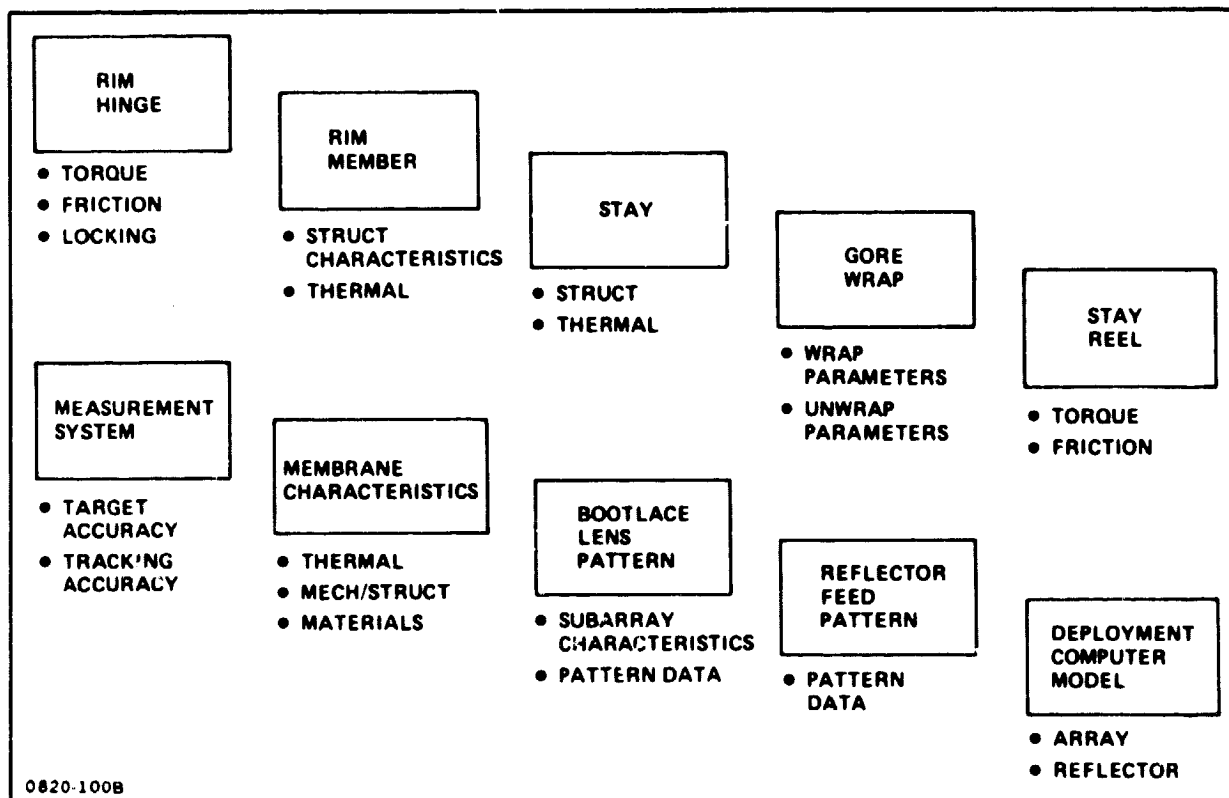 RIM
HINGE
• TORQUE
• FRICTION
• LOCKING
RIM
MEMBER
• STRUCT
CHARACTERISTICS
• THERMAL
STAY
• STRUCT
• THERMAL
GORE
WRAP
• WRAP
PARAMETERS
• UNWRAP
PARAMETERS
STAY
REEL
• TORQUE
• FRICTION
MEASUREMENT
SYSTEM
• TARGET
ACCURACY
• TRACKING
ACCURACY
MEMBRANE
CHARACTERISTICS
• THERMAL
• MECH/STRUCT
• MATERIALS
BOOTLACE
LENS
PATTERN
• SUBARRAY
CHARACTERISTICS
• PATTERN DATA
REFLECTOR
FEED
PATTERN
• PATTERN
DATA
DEPLOYMENT
COMPUTER
MODEL
• ARRAY
• REFLECTOR
0820-100B